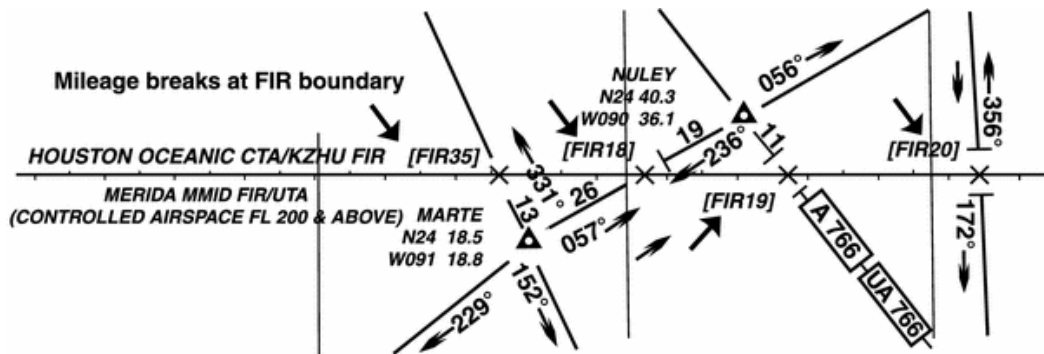 Mileage breaks at FIR boundary
NULEY
N24 40.3
W090 36.1
056°
356°
19
236°
11
HOUSTON OCEANIC CTA/KZHU FIR
[FIR35]
[FIR18]
[FIR20]
331°
26
[FIR19]
MERIDA MMID FIR/UTA
(CONTROLLED AIRSPACE FL 200 & ABOVE)
MARTE
N24 18.5
W091 18.8
13
057°
172°
A 766
UA 766
229°
152°